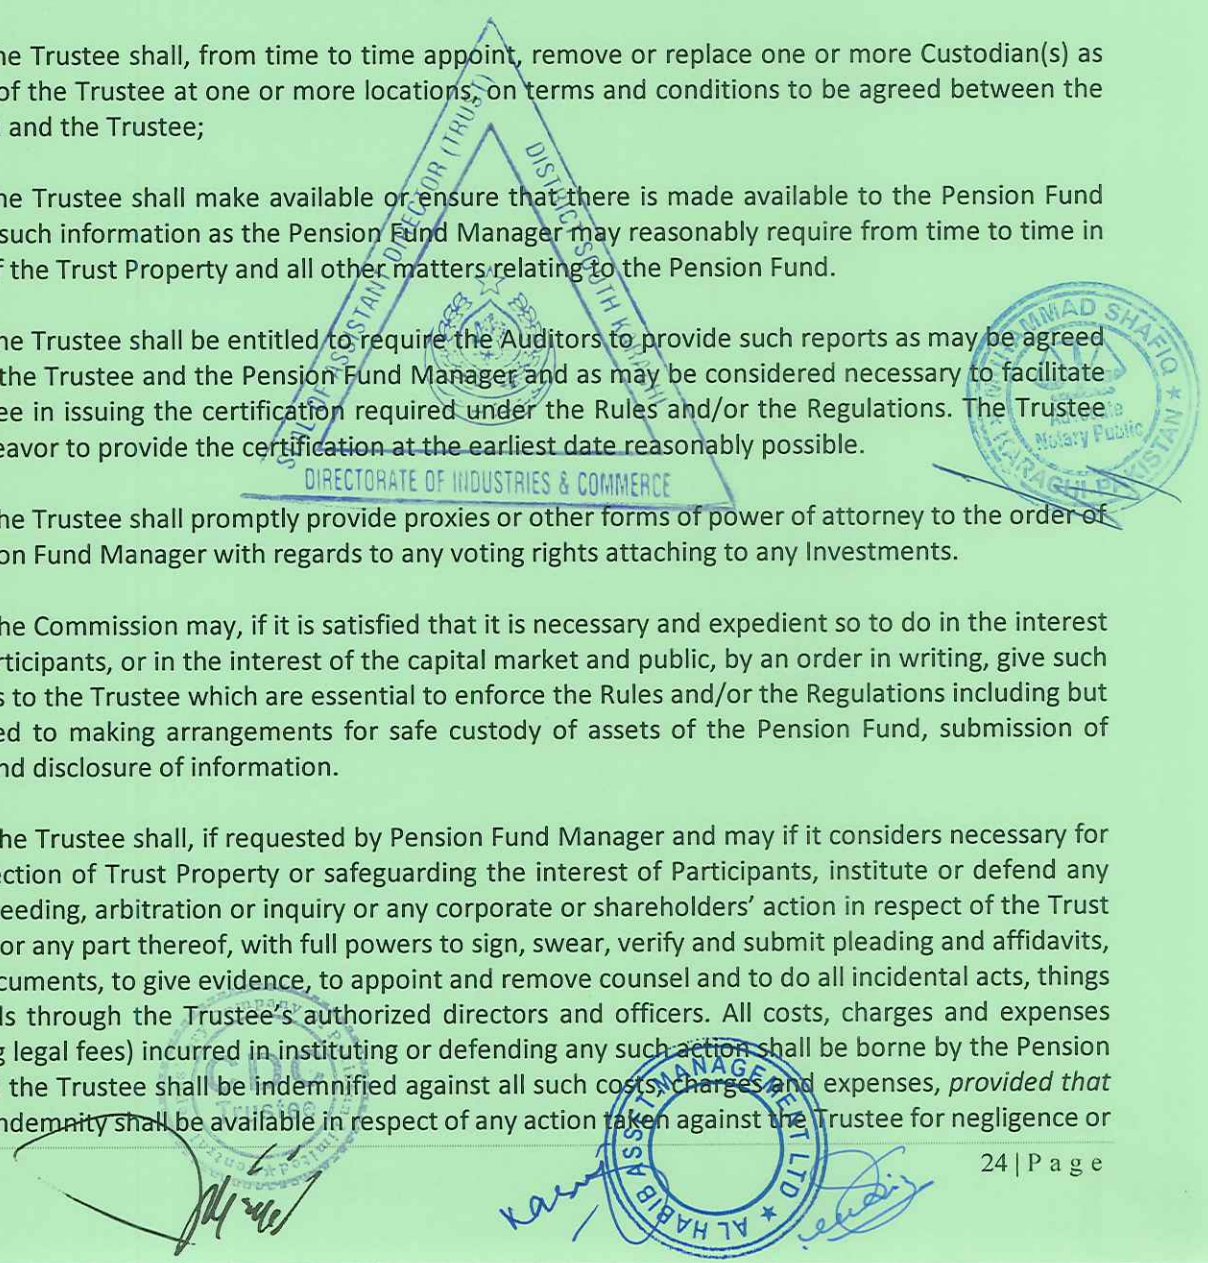 he Trustee shall, from time to time appoint, remove or replace one or more Custodian(s) as
of the Trustee at one or more locations, on terms and conditions to be agreed between the
and the Trustee;
he Trustee shall make available or ensure that there is made available to the Pension Fund
such information as the Pension Fund Manager may reasonably require from time to time in
f the Trust Property and all other matters relating to the Pension Fund.
he Trustee shall be entitled to require the Auditors to provide such reports as may be agreed
the Trustee and the Pension Fund Manager and as may be considered necessary to facilitate
ee in issuing the certification required under the Rules and/or the Regulations. The Trustee
eavor to provide the certification at the earliest date reasonably possible.
SEAL OF ASSISTANT DIRECTOR (TRUST)
DISTRICT SOUTH KARACHI
DIRECTORATE OF INDUSTRIES & COMMERCE
MUHAMMAD SHAFIQ
Advocate
Notary Public
★ KARACHI PAKISTAN ★
he Trustee shall promptly provide proxies or other forms of power of attorney to the order of
on Fund Manager with regards to any voting rights attaching to any Investments.
he Commission may, if it is satisfied that it is necessary and expedient so to do in the interest
rticipants, or in the interest of the capital market and public, by an order in writing, give such
s to the Trustee which are essential to enforce the Rules and/or the Regulations including but
ed to making arrangements for safe custody of assets of the Pension Fund, submission of
nd disclosure of information.
he Trustee shall, if requested by Pension Fund Manager and may if it considers necessary for
ection of Trust Property or safeguarding the interest of Participants, institute or defend any
eeding, arbitration or inquiry or any corporate or shareholders' action in respect of the Trust
or any part thereof, with full powers to sign, swear, verify and submit pleading and affidavits,
cuments, to give evidence, to appoint and remove counsel and to do all incidental acts, things
ds through the Trustee's authorized directors and officers. All costs, charges and expenses
g legal fees) incurred in instituting or defending any such action shall be borne by the Pension
the Trustee shall be indemnified against all such costs, charges and expenses, provided that
ndemnity shall be available in respect of any action taken against the Trustee for negligence or
CDC
Trustee
AL HABIB ASSET MANAGEMENT LTD ★
24 | P a g e